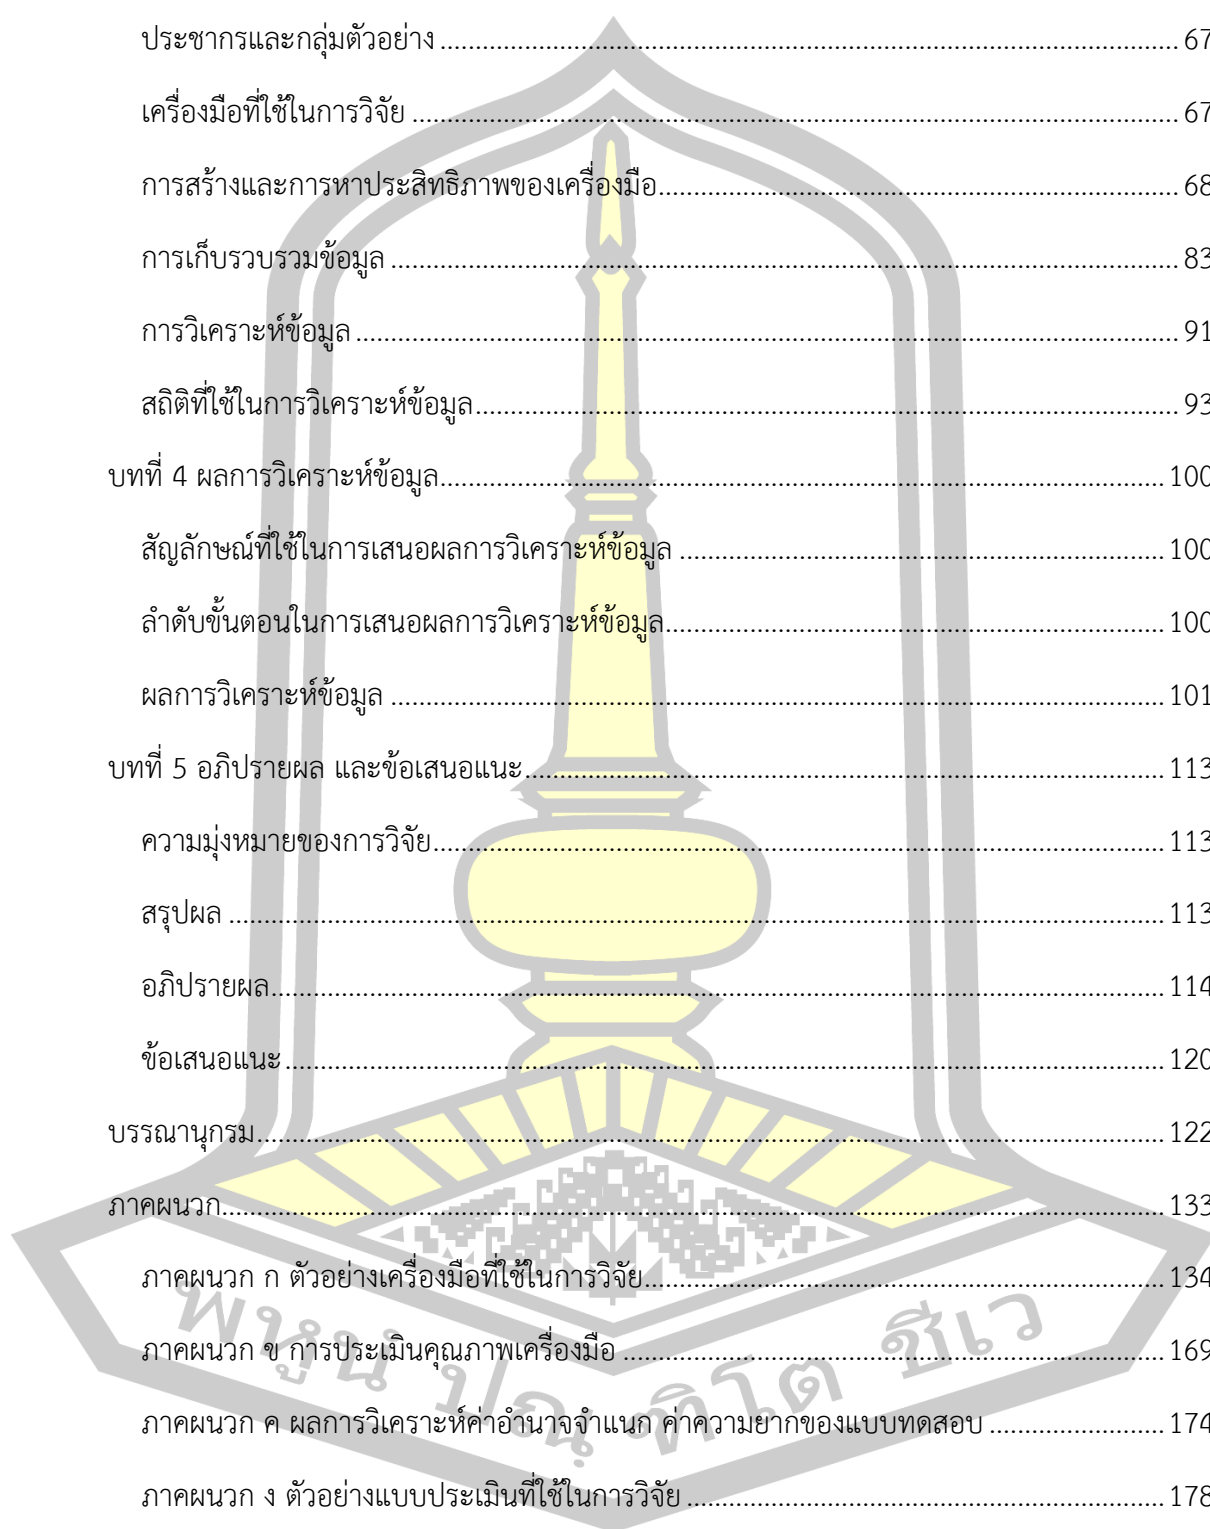 ประชากรและกลุ่มตัวอย่าง ........ 67
เครื่องมือที่ใช้ในการวิจัย ........ 67
การสร้างและการหาประสิทธิภาพของเครื่องมือ ........ 68
การเก็บรวบรวมข้อมูล ........ 83
การวิเคราะห์ข้อมูล ........ 91
สถิติที่ใช้ในการวิเคราะห์ข้อมูล ........ 93
บทที่ 4 ผลการวิเคราะห์ข้อมูล ........ 100
สัญลักษณ์ที่ใช้ในการเสนอผลการวิเคราะห์ข้อมูล ........ 100
ลำดับขั้นตอนในการเสนอผลการวิเคราะห์ข้อมูล ........ 100
ผลการวิเคราะห์ข้อมูล ........ 101
บทที่ 5 อภิปรายผล และข้อเสนอแนะ ........ 113
ความมุ่งหมายของการวิจัย ........ 113
สรุปผล ........ 113
อภิปรายผล ........ 114
ข้อเสนอแนะ ........ 120
บรรณานุกรม ........ 122
ภาคผนวก ........ 133
ภาคผนวก ก ตัวอย่างเครื่องมือที่ใช้ในการวิจัย ........ 134
ภาคผนวก ข การประเมินคุณภาพเครื่องมือ ........ 169
ภาคผนวก ค ผลการวิเคราะห์ค่าอำนาจจำแนก ค่าความยากของแบบทดสอบ ........ 174
ภาคผนวก ง ตัวอย่างแบบประเมินที่ใช้ในการวิจัย ........ 178
พหูนํ ปณฺฑิโต ชีเว